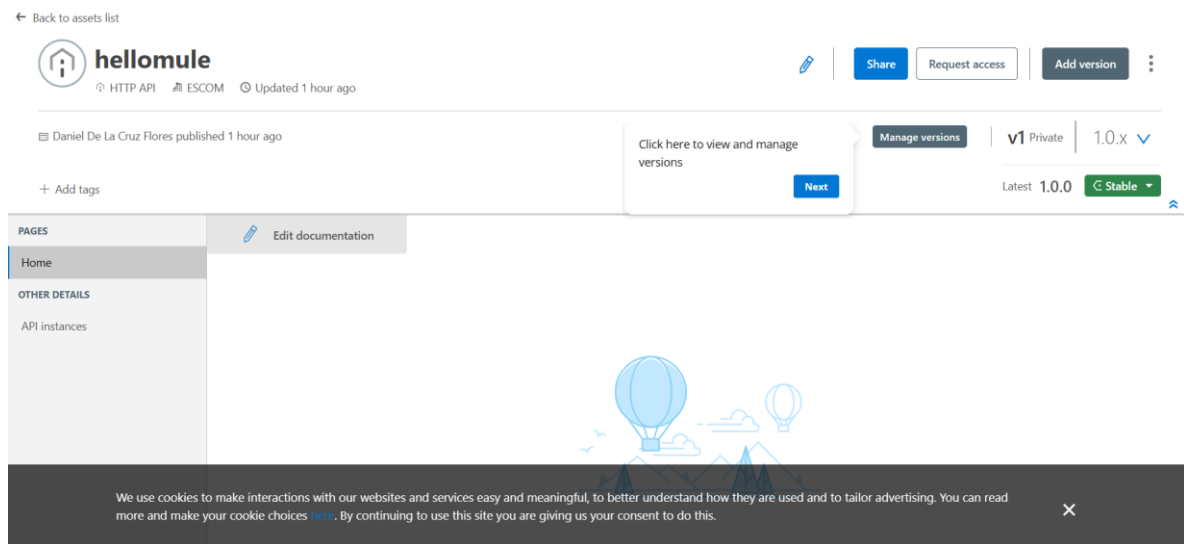 ← Back to assets list
hellomule
Share
Request access
Add version
HTTP API ESCOM Updated 1 hour ago
Daniel De La Cruz Flores published 1 hour ago
Click here to view and manage
versions
Next
Manage versions
v1 Private
1.0.x
+ Add tags
Latest 1.0.0 Stable
PAGES
Edit documentation
Home
OTHER DETAILS
API instances
We use cookies to make interactions with our websites and services easy and meaningful, to better understand how they are used and to tailor advertising. You can read
more and make your cookie choices here. By continuing to use this site you are giving us your consent to do this.